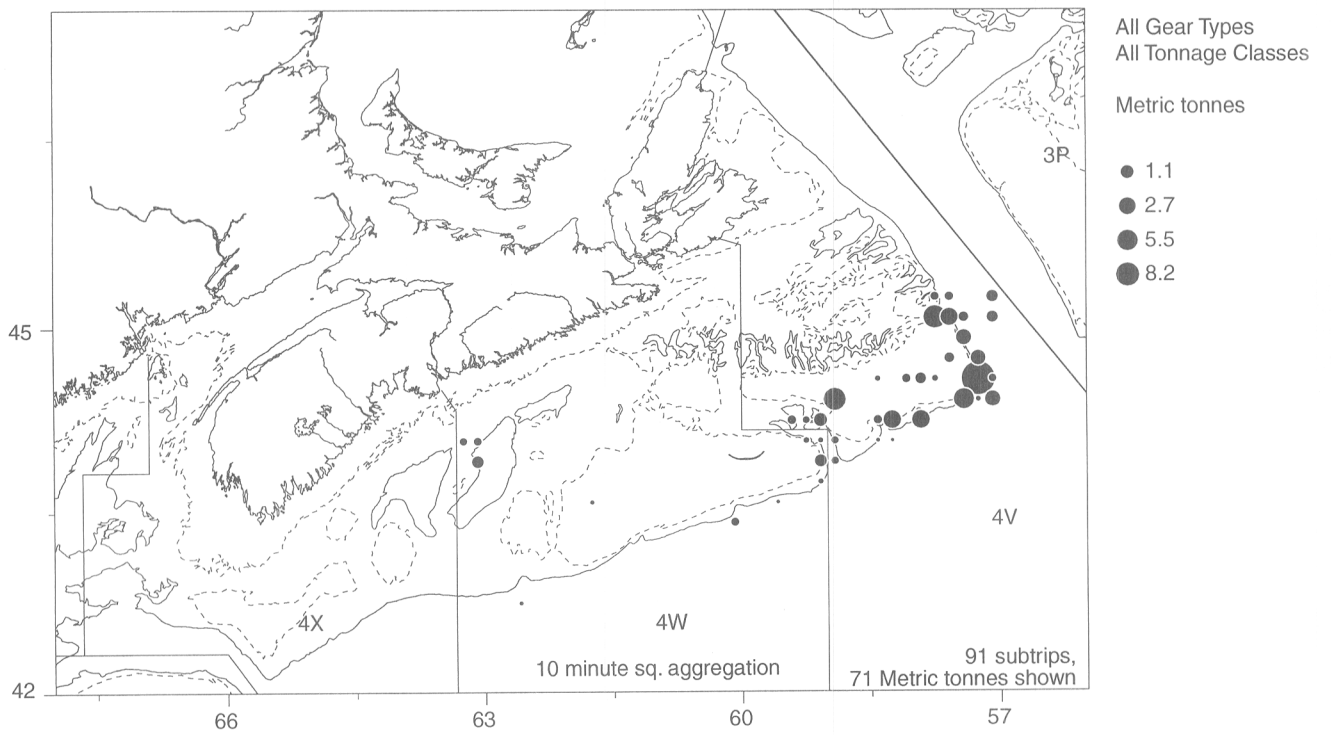 All Gear Types
All Tonnage Classes
Metric tonnes
3P
1.1
2.7
5.5
8.2
45
4V
4X
4W
10 minute sq. aggregation
91 subtrips,
71 Metric tonnes shown
42
66
63
60
57